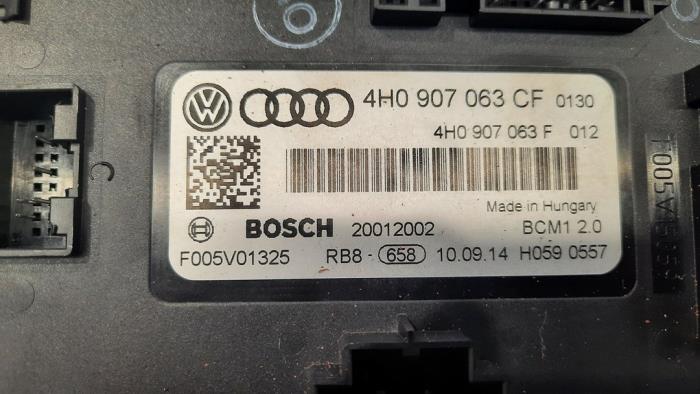 4H0 907 063 CF 0130
4H0 907 063 F 012
Made in Hungary
BOSCH 20012002 BCM1 2.0
F005V01325 RB8 - 658 10.09.14 H059 0557
C